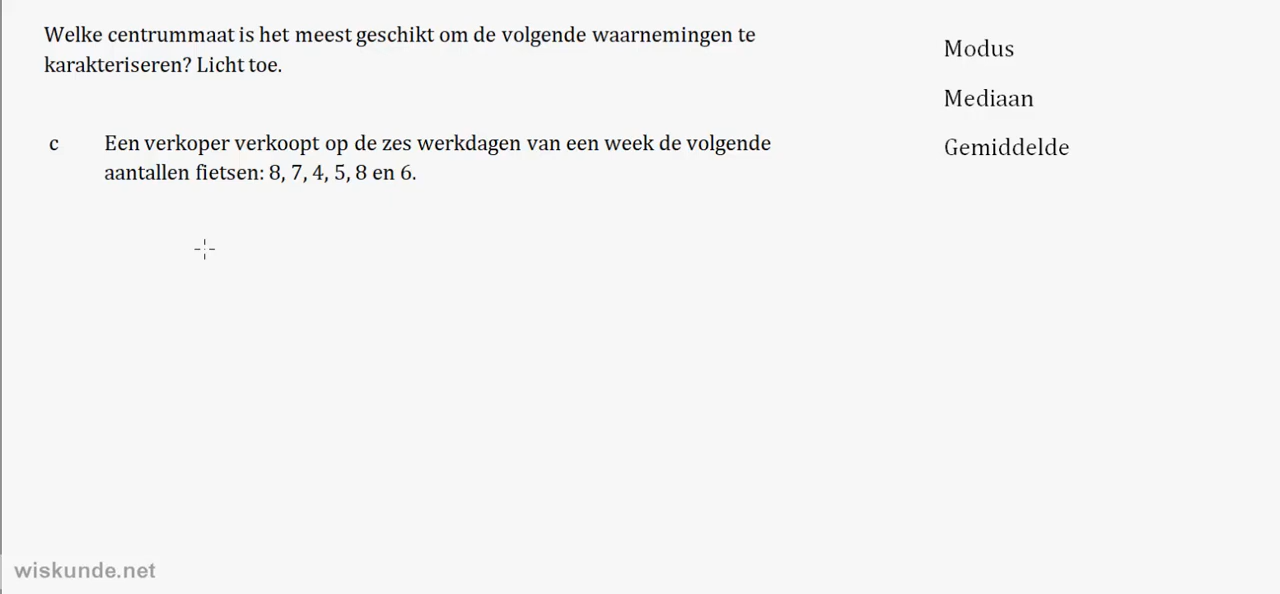 Welke centrummaat is het meest geschikt om de volgende waarnemingen te
karakteriseren? Licht toe.
c Een verkoper verkoopt op de zes werkdagen van een week de volgende
aantallen fietsen: 8, 7, 4, 5, 8 en 6.
Modus
Mediaan
Gemiddelde
wiskunde.net